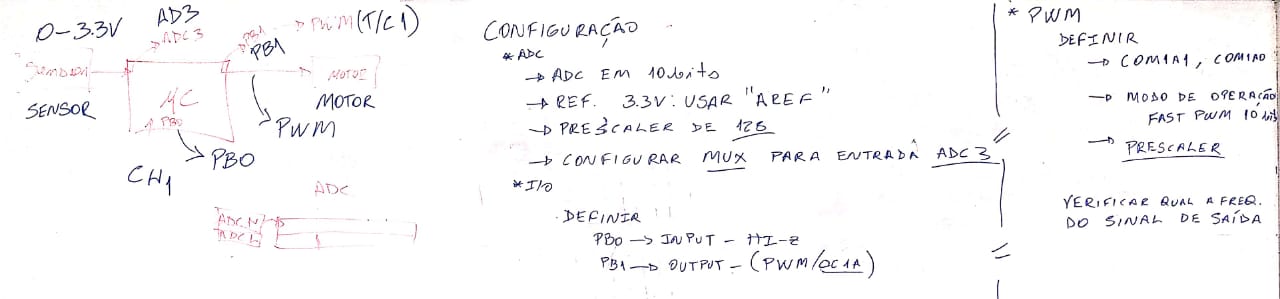 0-3.3V
AD3
ADC3
PB1
PB1
PWM (T/C1)
SENSOR
SENSOR
MC
PB0
MOTOR
MOTOR
PWM
PB0
CH1
ADC
ADCH
ADCL
CONFIGURAÇÃO
* ADC
→ ADC EM 10 bits
→ REF. 3.3V: USAR "AREF"
→ PRESCALER DE 128
→ CONFIGURAR MUX PARA ENTRADA ADC3
* I/O
DEFINIR
PB0 → INPUT - HI-Z
PB1 → OUTPUT - (PWM/OC1A)
* PWM
DEFINIR
→ COM1A1, COM1A0
→ MODO DE OPERAÇÃO
FAST PWM 10 bits
→ PRESCALER
VERIFICAR QUAL A FREQ.
DO SINAL DE SAÍDA